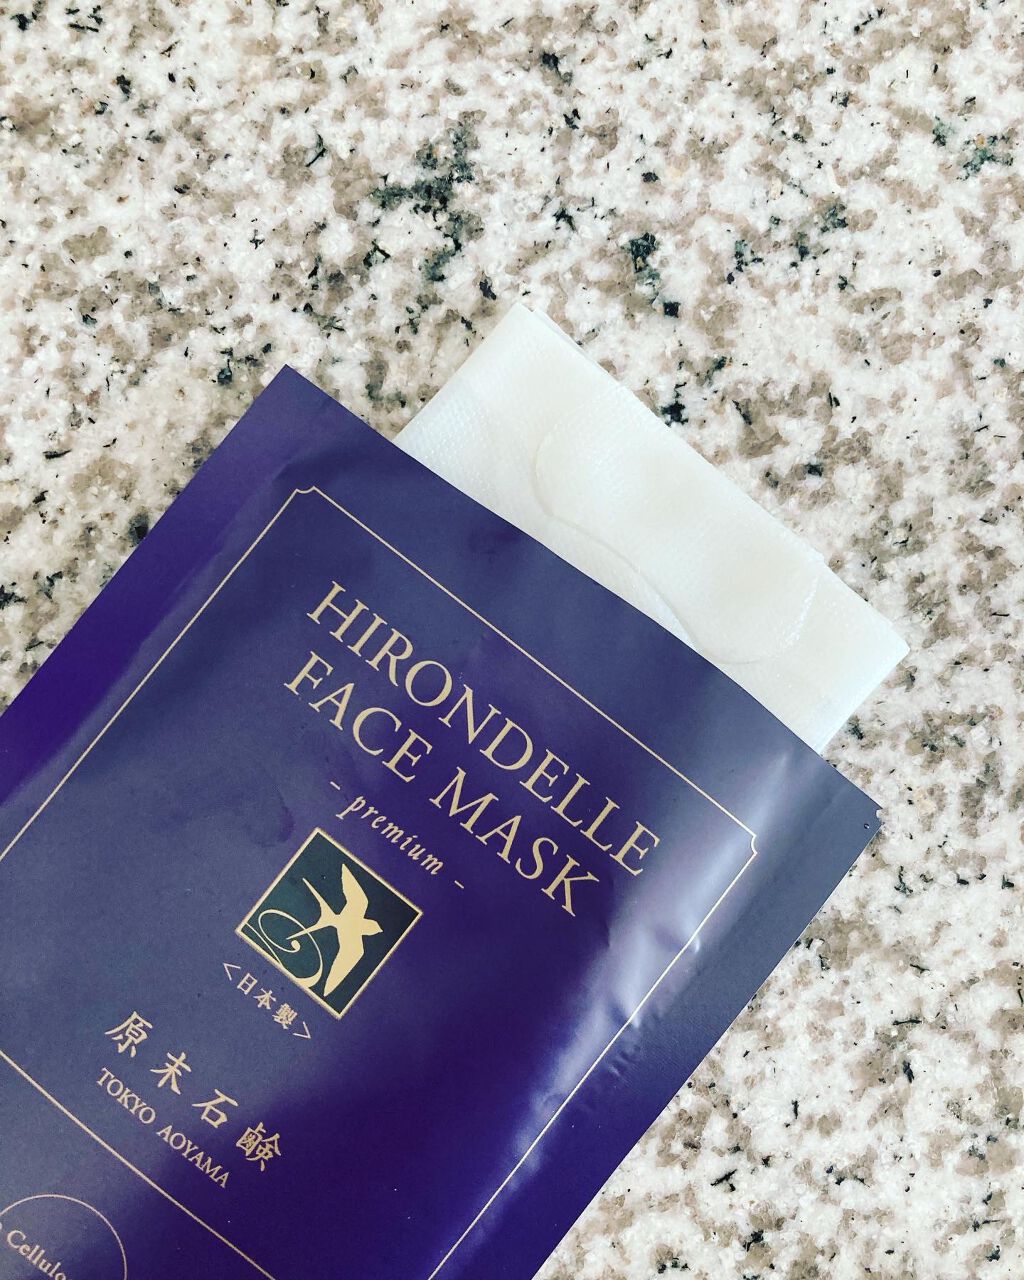 HIRONDELLE
FACE MASK
- premium -
<日本製>
原末石鹸
TOKYO AOYAMA